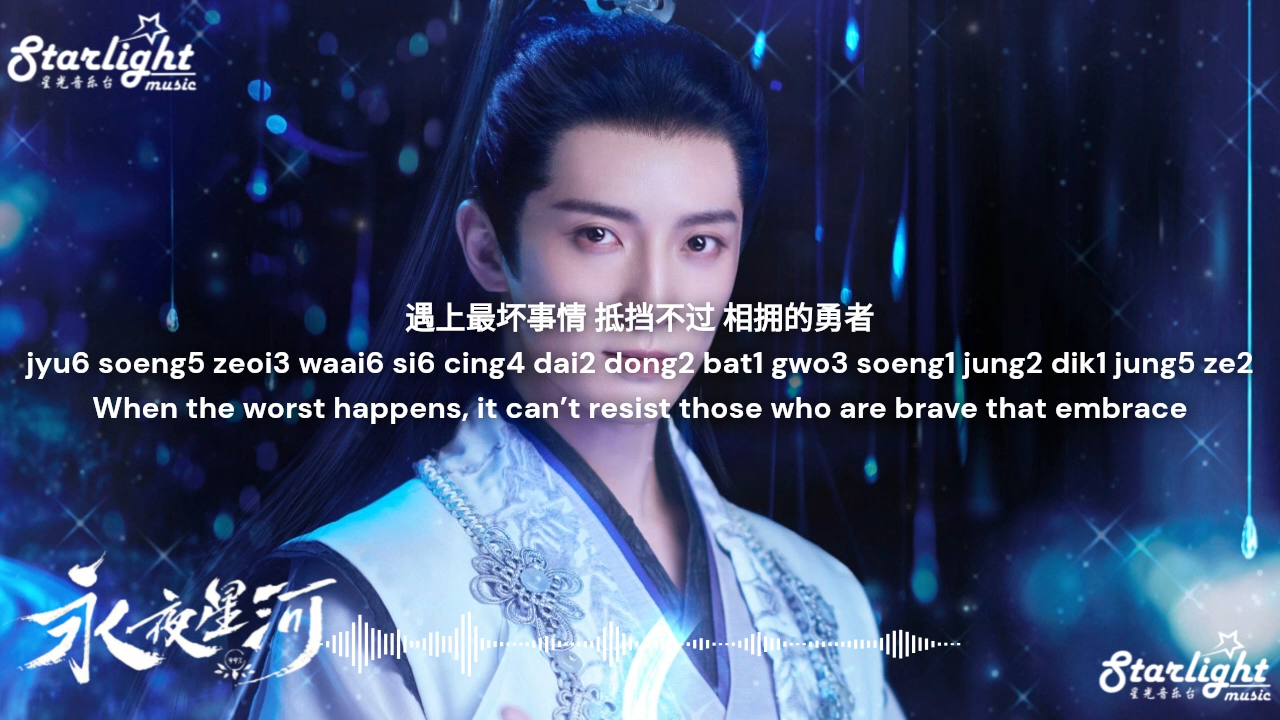 Starlight
星光音乐台 music
遇上最坏事情 抵挡不过 相拥的勇者
jyu6 soeng5 zeoi3 waai6 si6 cing4 dai2 dong2 bat1 gwo3 soeng1 jung2 dik1 jung5 ze2
When the worst happens, it can’t resist those who are brave that embrace
永夜星河
Starlight
星光音乐台 music